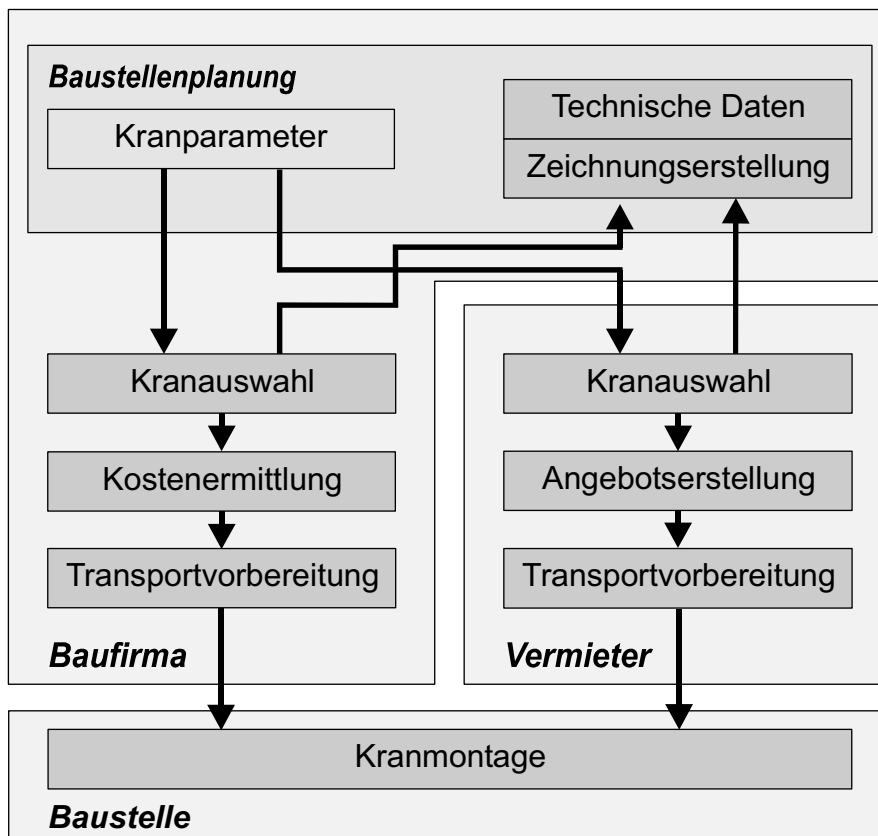 Baustellenplanung
Kranparameter
Technische Daten
Zeichnungserstellung
Kranauswahl
Kostenermittlung
Transportvorbereitung
Baufirma
Kranauswahl
Angebotserstellung
Transportvorbereitung
Vermieter
Kranmontage
Baustelle